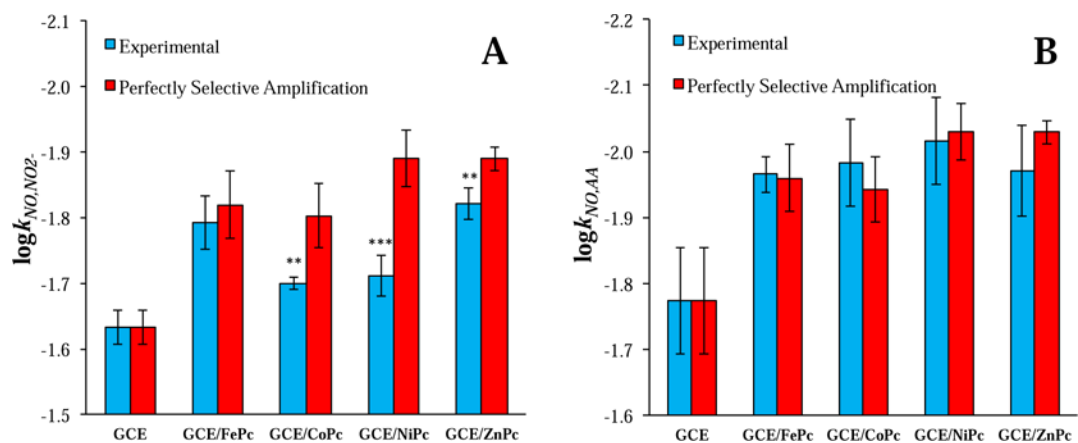 -2.1
-2.0
-1.9
-1.8
-1.7
-1.6
-1.5
logkNO,NO2-
Experimental
Perfectly Selective Amplification
A
**
***
**
GCE GCE/FePc GCE/CoPc GCE/NiPc GCE/ZnPc
-2.2
-2.1
-2.0
-1.9
-1.8
-1.7
-1.6
logkNO,AA
Experimental
Perfectly Selective Amplification
B
GCE GCE/FePc GCE/CoPc GCE/NiPc GCE/ZnPc